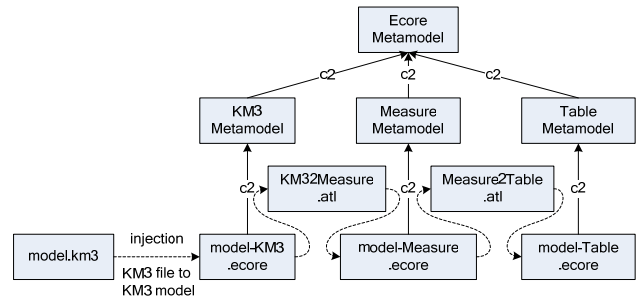 Ecore
Metamodel
c2
c2
c2
KM3
Metamodel
Measure
Metamodel
Table
Metamodel
KM32Measure
.atl
Measure2Table
.atl
c2
c2
c2
model.km3
injection
KM3 file to
KM3 model
model-KM3
.ecore
model-Measure
.ecore
model-Table
.ecore